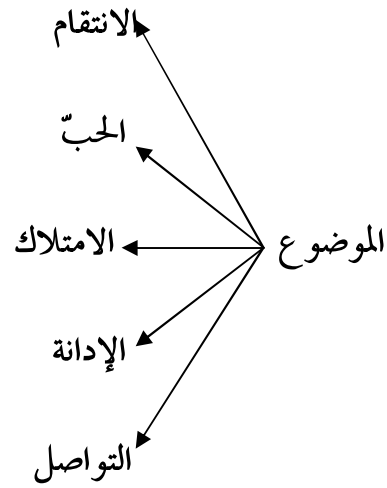 الانتقام
الحبّ
الامتلاك
الموضوع
الإدانة
التواصل